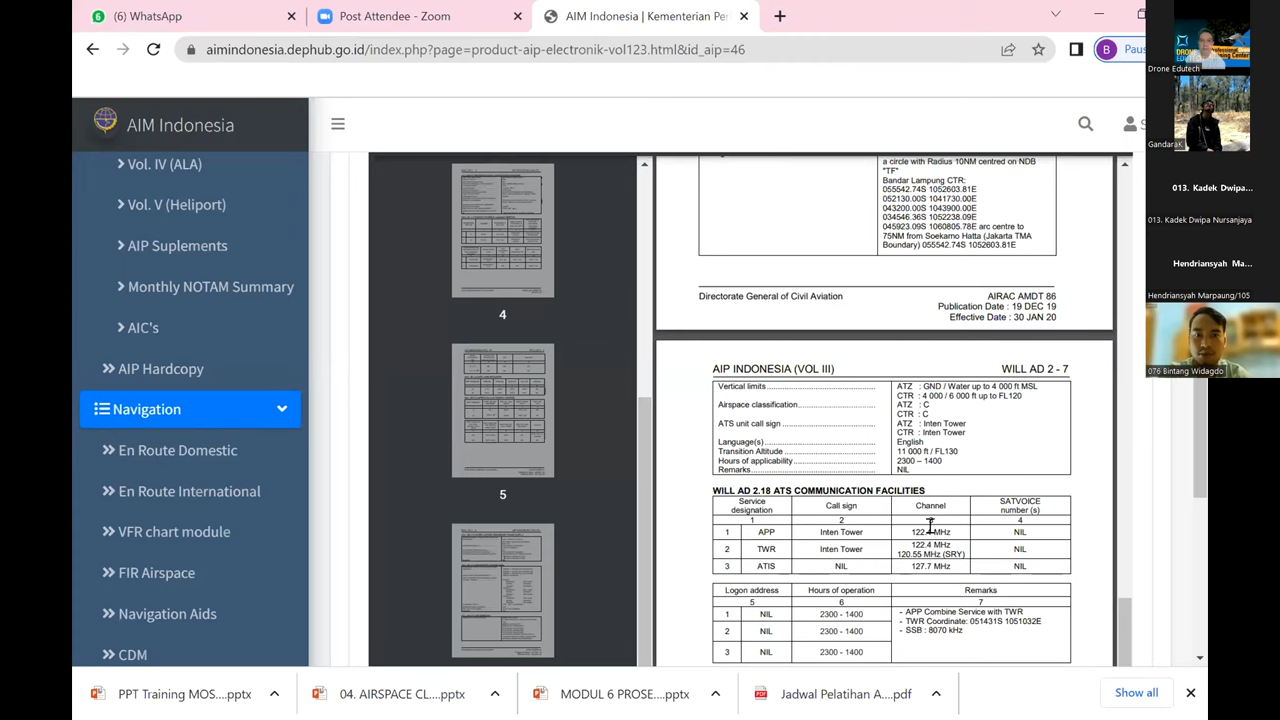 (6) WhatsApp
Post Attendee - Zoom
AIM Indonesia | Kementerian Per
aimindonesia.dephub.go.id/index.php?page=product-aip-electronik-vol123.html&id_aip=46
B
Paus
AIM Indonesia
Vol. IV (ALA)
Vol. V (Heliport)
AIP Suplements
Monthly NOTAM Summary
AIC's
AIP Hardcopy
Navigation
En Route Domestic
En Route International
VFR chart module
FIR Airspace
Navigation Aids
CDM
4
5
a circle with Radius 10NM centred on NDB
"TF"
Bandar Lampung CTR:
055542.74S 1052603.81E
052130.00S 1041730.00E
043200.00S 1043900.00E
034546.36S 1052238.09E
045923.09S 1060805.78E arc centre to
75NM from Soekarno Hatta (Jakarta TMA
Boundary) 055542.74S 1052603.81E
Directorate General of Civil Aviation
AIRAC AMDT 86
Publication Date : 19 DEC 19
Effective Date : 30 JAN 20
AIP INDONESIA (VOL III) WILL AD 2 - 7
Vertical limits ATZ : GND / Water up to 4 000 ft MSL
CTR : 4 000 / 6 000 ft up to FL120
Airspace classification ATZ : C
CTR : C
ATS unit call sign ATZ : Inten Tower
CTR : Inten Tower
Language(s) English
Transition Altitude 11 000 ft / FL130
Hours of applicability 2300 – 1400
Remarks NIL
WILL AD 2.18 ATS COMMUNICATION FACILITIES
Service designation Call sign Channel SATVOICE number (s)
1 2 4
1 APP Inten Tower MHz NIL
2 TWR Inten Tower 122.4 MHz
120.55 MHz (SRY) NIL
3 ATIS NIL 127.7 MHz NIL
Logon address Hours of operation Remarks
5 6 7
1 NIL 2300 - 1400 - APP Combine Service with TWR
- TWR Coordinate: 051431S 1051032E
2 NIL 2300 - 1400 - SSB : 8070 kHz
3 NIL 2300 - 1400
PPT Training MOS....pptx
04. AIRSPACE CL....pptx
MODUL 6 PROSE....pptx
Jadwal Pelatihan A....pdf
Show all
Drone Edutech
GandaraK
013. Kadek Dwipa...
013. Kadek Dwipa Nursanjaya
Hendriansyah Ma...
Hendriansyah Marpaung/105
076 Bintang Widagdo